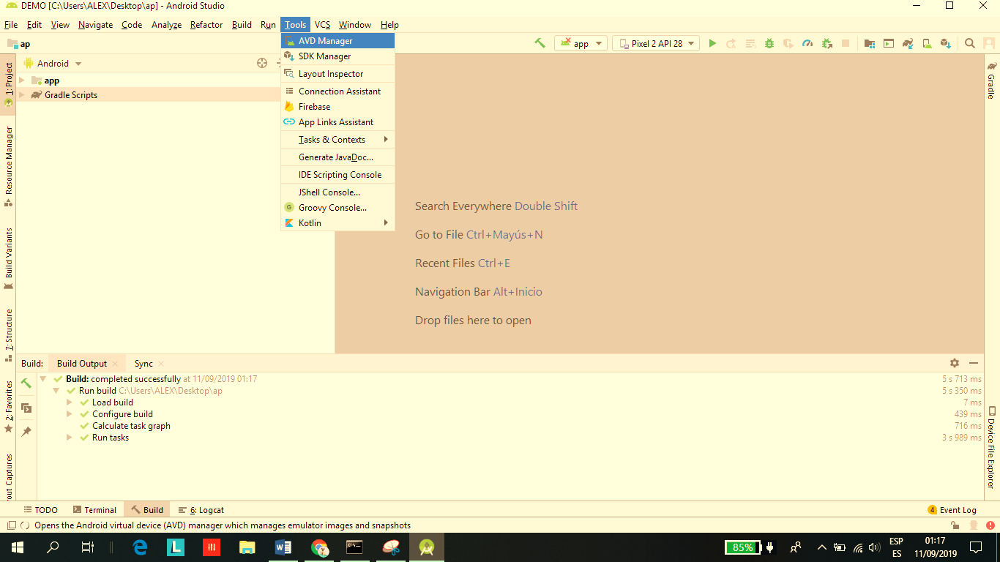 DEMO [C:\Users\ALEX\Desktop\ap] - Android Studio
File Edit View Navigate Code Analyze Refactor Build Run Tools VCS Window Help
ap
app
Pixel 2 API 28
Android
app
Gradle Scripts
AVD Manager
SDK Manager
Layout Inspector
Connection Assistant
Firebase
App Links Assistant
Tasks & Contexts
Generate JavaDoc...
IDE Scripting Console
JShell Console...
G Groovy Console...
Kotlin
1: Project
Resource Manager
Build Variants
7: Structure
2: Favorites
out Captures
Gradle
Device File Explorer
Search Everywhere Double Shift
Go to File Ctrl+Mayús+N
Recent Files Ctrl+E
Navigation Bar Alt+Inicio
Drop files here to open
Build: Build Output Sync
Build: completed successfully at 11/09/2019 01:17 5 s 713 ms
Run build C:\Users\ALEX\Desktop\ap 5 s 350 ms
Load build 7 ms
Configure build 439 ms
Calculate task graph 716 ms
Run tasks 3 s 989 ms
TODO Terminal Build 6: Logcat 4 Event Log
Opens the Android virtual device (AVD) manager which manages emulator images and snapshots
L
W
85%
ESP
ES
01:17
11/09/2019